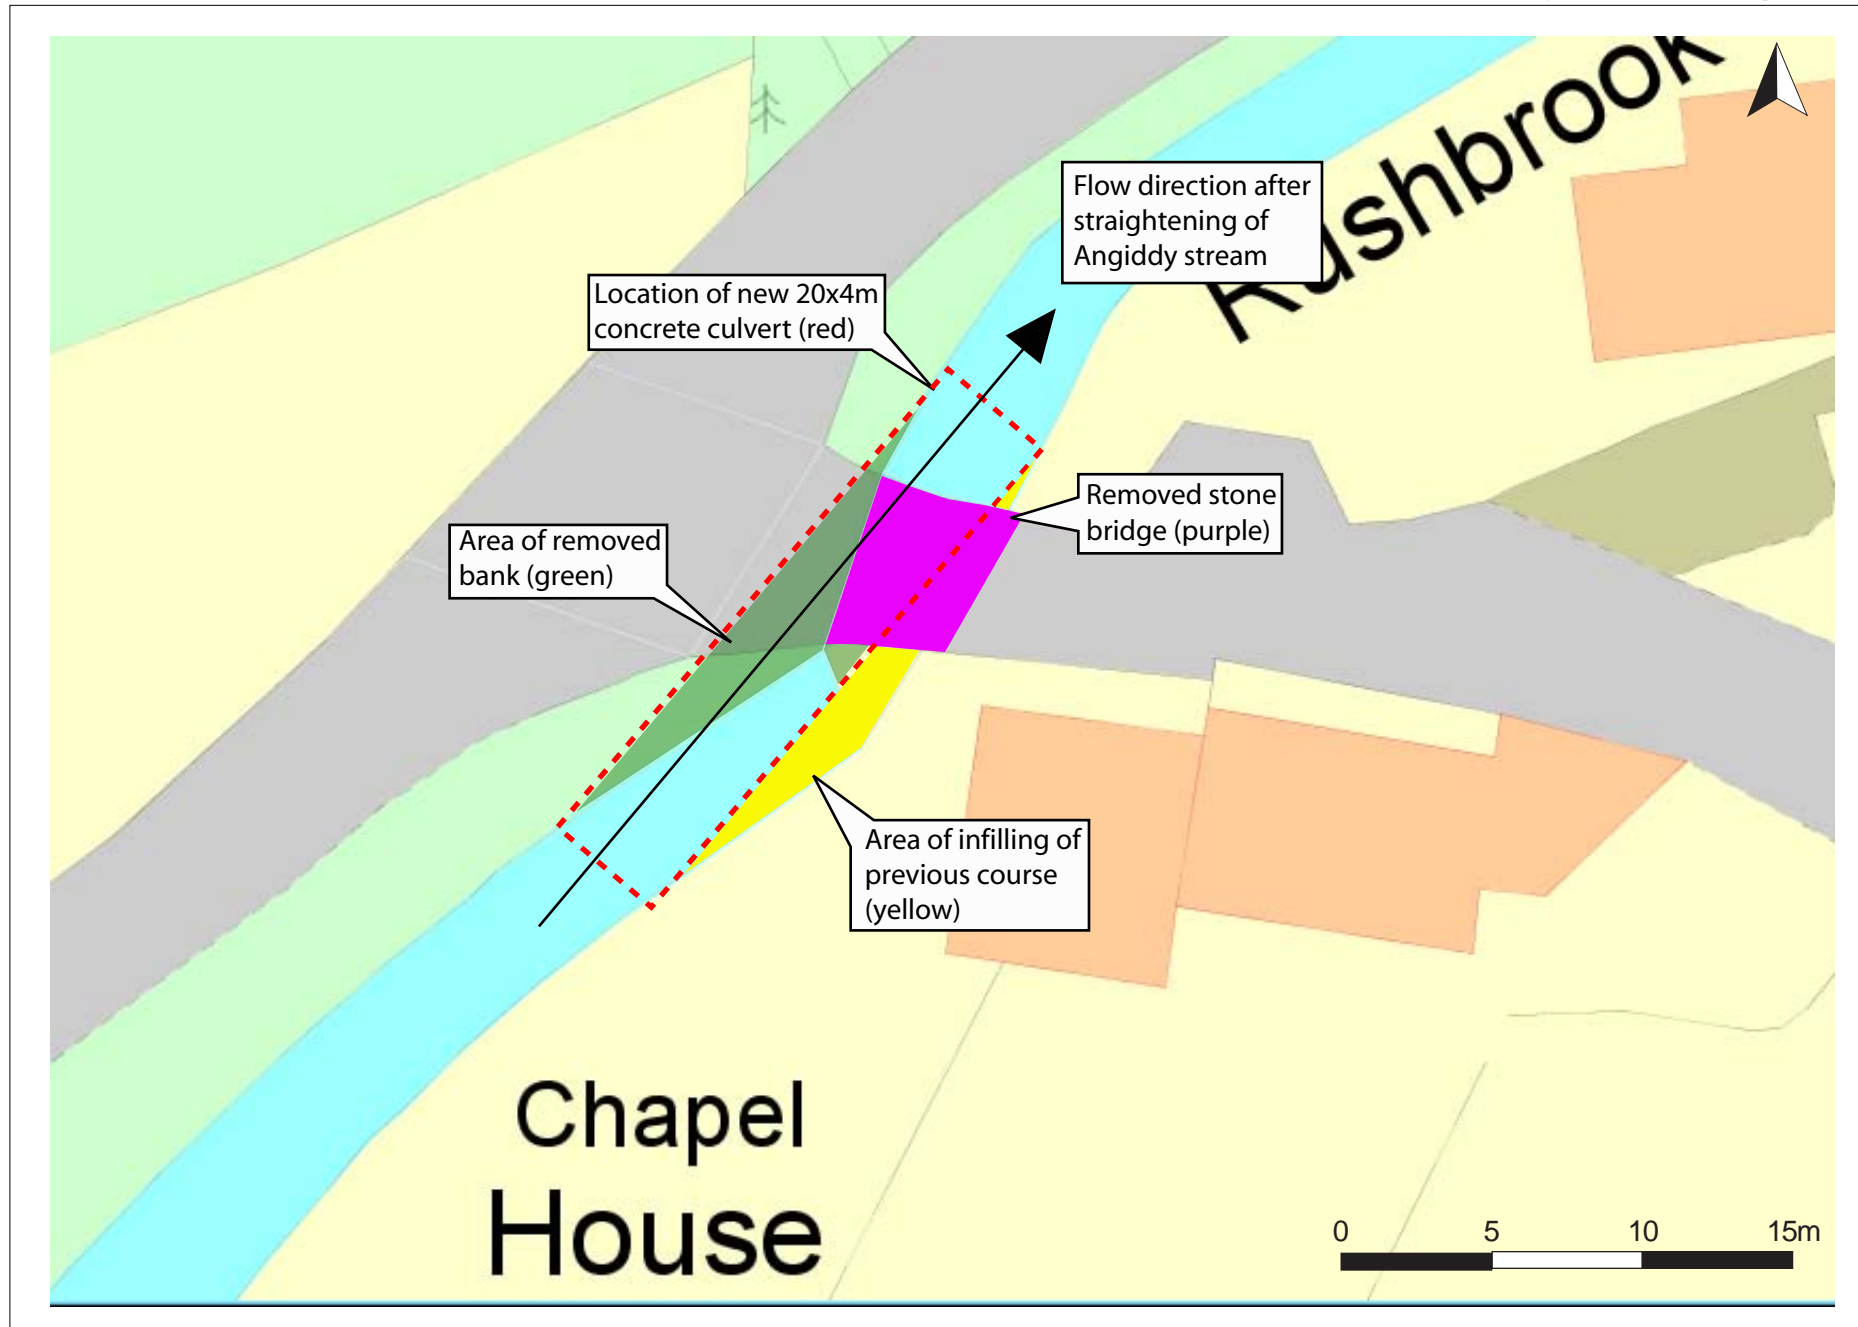 Rushbrook
Flow direction after
straightening of
Angiddy stream
Location of new 20x4m
concrete culvert (red)
Removed stone
bridge (purple)
Area of removed
bank (green)
Area of infilling of
previous course
(yellow)
Chapel
House
0 5 10 15m